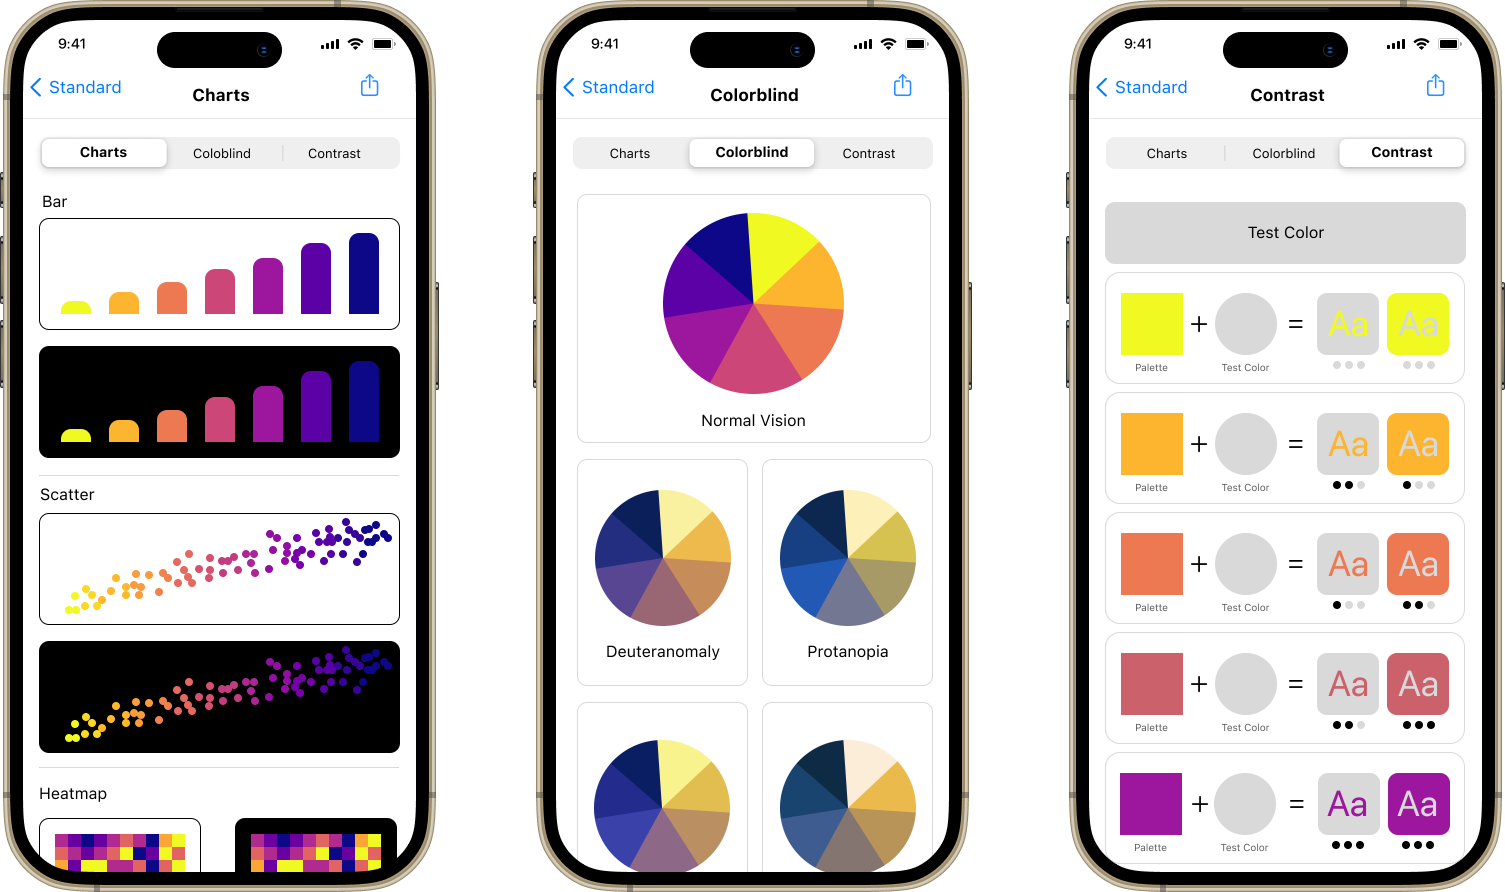 9:41
Standard
Charts
Charts Coloblind Contrast
Bar
Scatter
Heatmap
9:41
Standard
Colorblind
Charts Colorblind Contrast
Normal Vision
Deuteranomaly Protanopia
9:41
Standard
Contrast
Charts Colorblind Contrast
Test Color
+ = Aa Aa
Palette Test Color
+ = Aa Aa
Palette Test Color
+ = Aa Aa
Palette Test Color
+ = Aa Aa
Palette Test Color
+ = Aa Aa
Palette Test Color